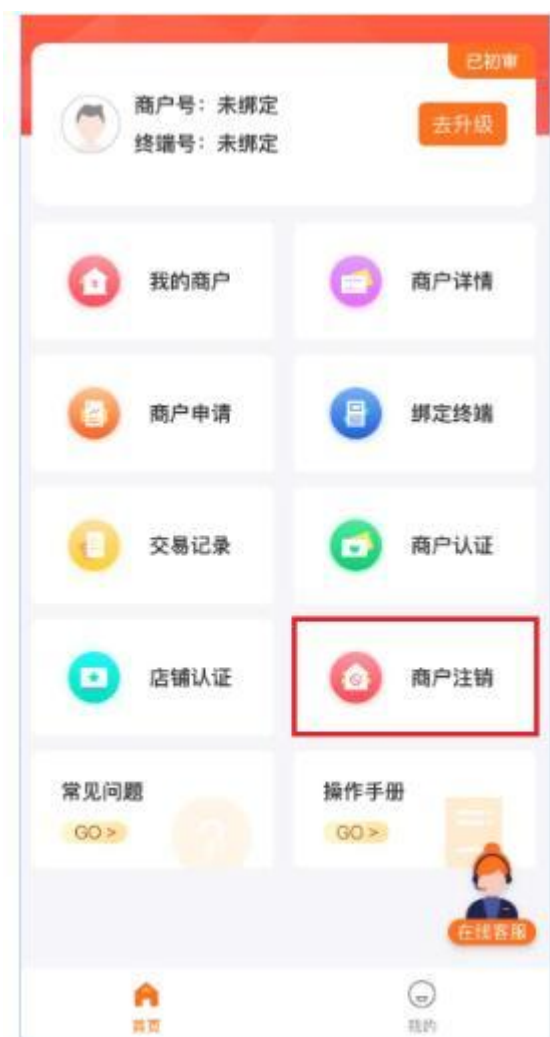 已初审
商户号：未绑定
终端号：未绑定
去升级
我的商户
商户详情
商户申请
绑定终端
交易记录
商户认证
店铺认证
商户注销
常见问题
操作手册
GO >
GO >
在线客服
首页
我的